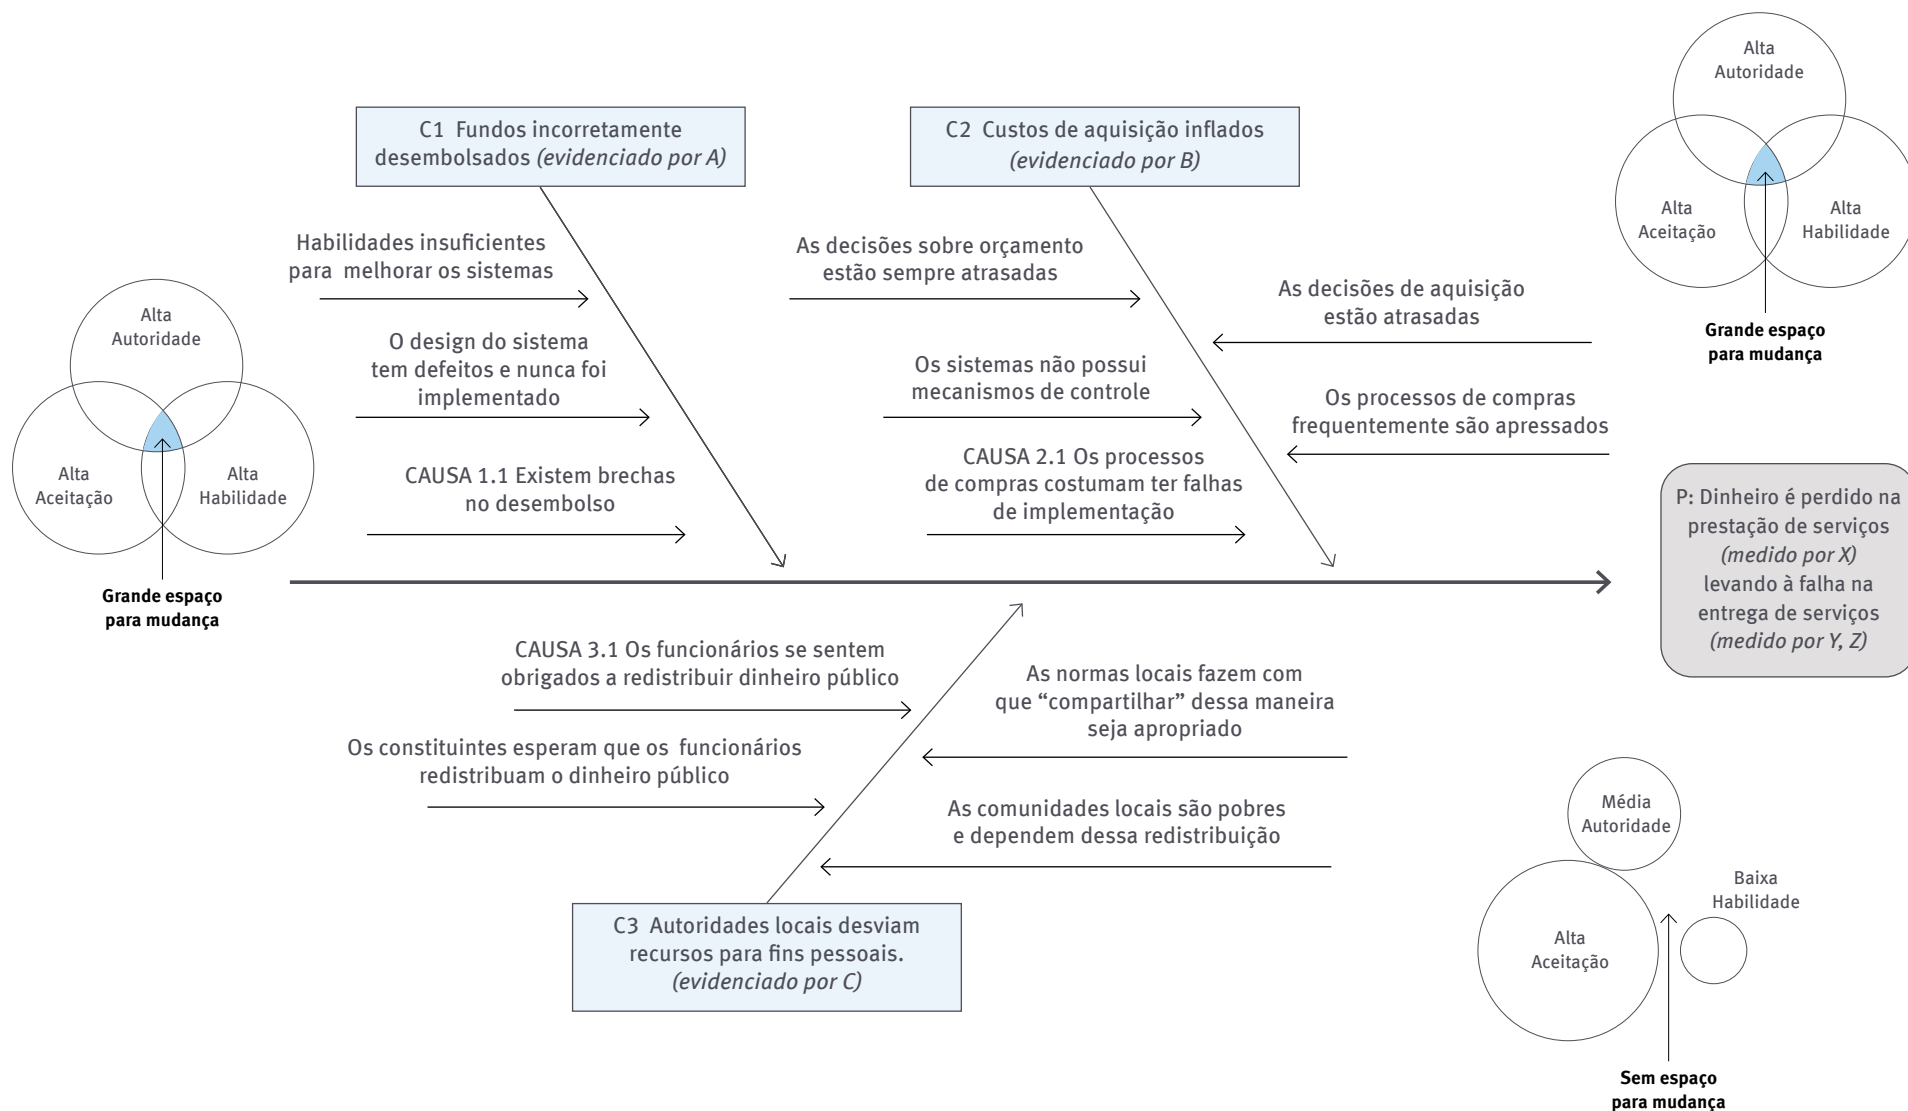 C1 Fundos incorretamente
desembolsados (evidenciado por A)
C2 Custos de aquisição inflados
(evidenciado por B)
Alta
Autoridade
Alta
Aceitação
Alta
Habilidade
Grande espaço
para mudança
Habilidades insuficientes
para melhorar os sistemas
As decisões sobre orçamento
estão sempre atrasadas
As decisões de aquisição
estão atrasadas
Alta
Autoridade
Alta
Aceitação
Alta
Habilidade
Grande espaço
para mudança
O design do sistema
tem defeitos e nunca foi
implementado
Os sistemas não possui
mecanismos de controle
Os processos de compras
frequentemente são apressados
CAUSA 1.1 Existem brechas
no desembolso
CAUSA 2.1 Os processos
de compras costumam ter falhas
de implementação
P: Dinheiro é perdido na
prestação de serviços
(medido por X)
levando à falha na
entrega de serviços
(medido por Y, Z)
CAUSA 3.1 Os funcionários se sentem
obrigados a redistribuir dinheiro público
As normas locais fazem com
que “compartilhar” dessa maneira
seja apropriado
Os constituintes esperam que os funcionários
redistribuam o dinheiro público
As comunidades locais são pobres
e dependem dessa redistribuição
C3 Autoridades locais desviam
recursos para fins pessoais.
(evidenciado por C)
Média
Autoridade
Baixa
Habilidade
Alta
Aceitação
Sem espaço
para mudança